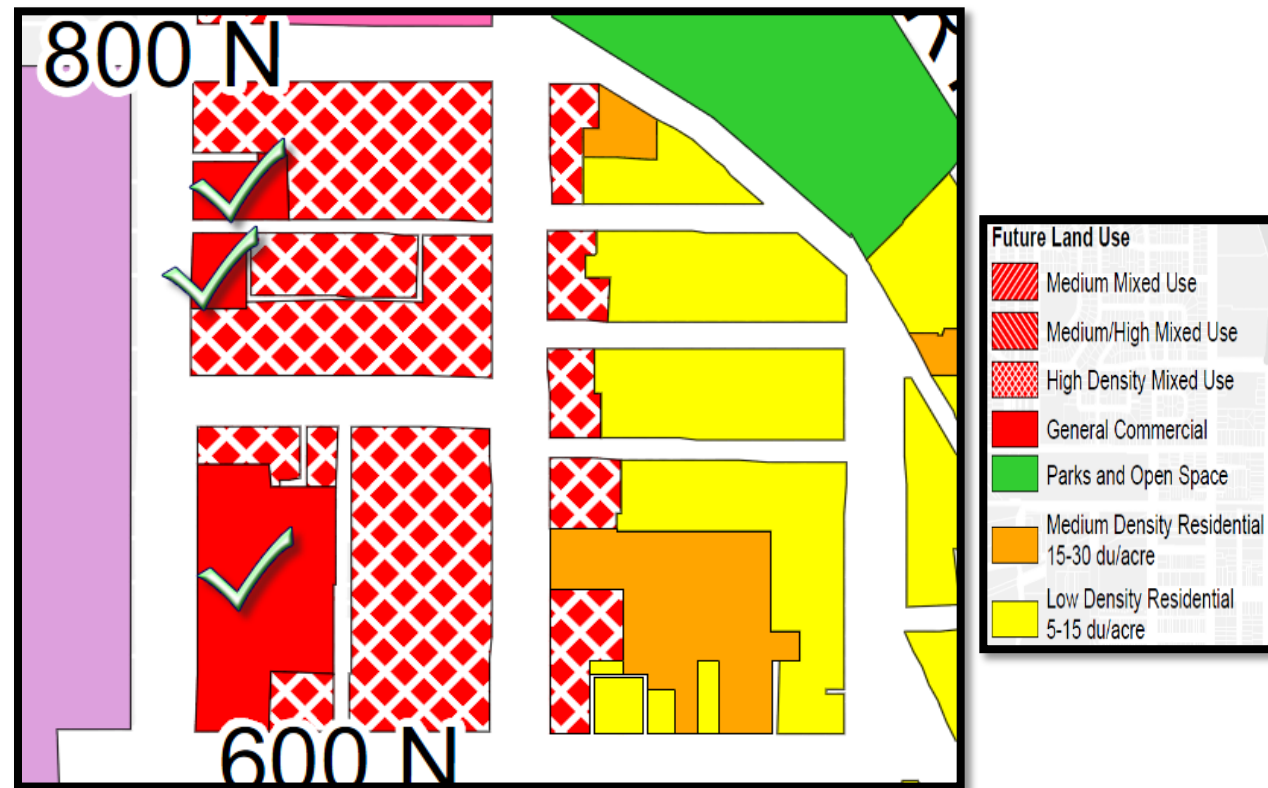 800 N
600 N
Future Land Use
Medium Mixed Use
Medium/High Mixed Use
High Density Mixed Use
General Commercial
Parks and Open Space
Medium Density Residential
15-30 du/acre
Low Density Residential
5-15 du/acre